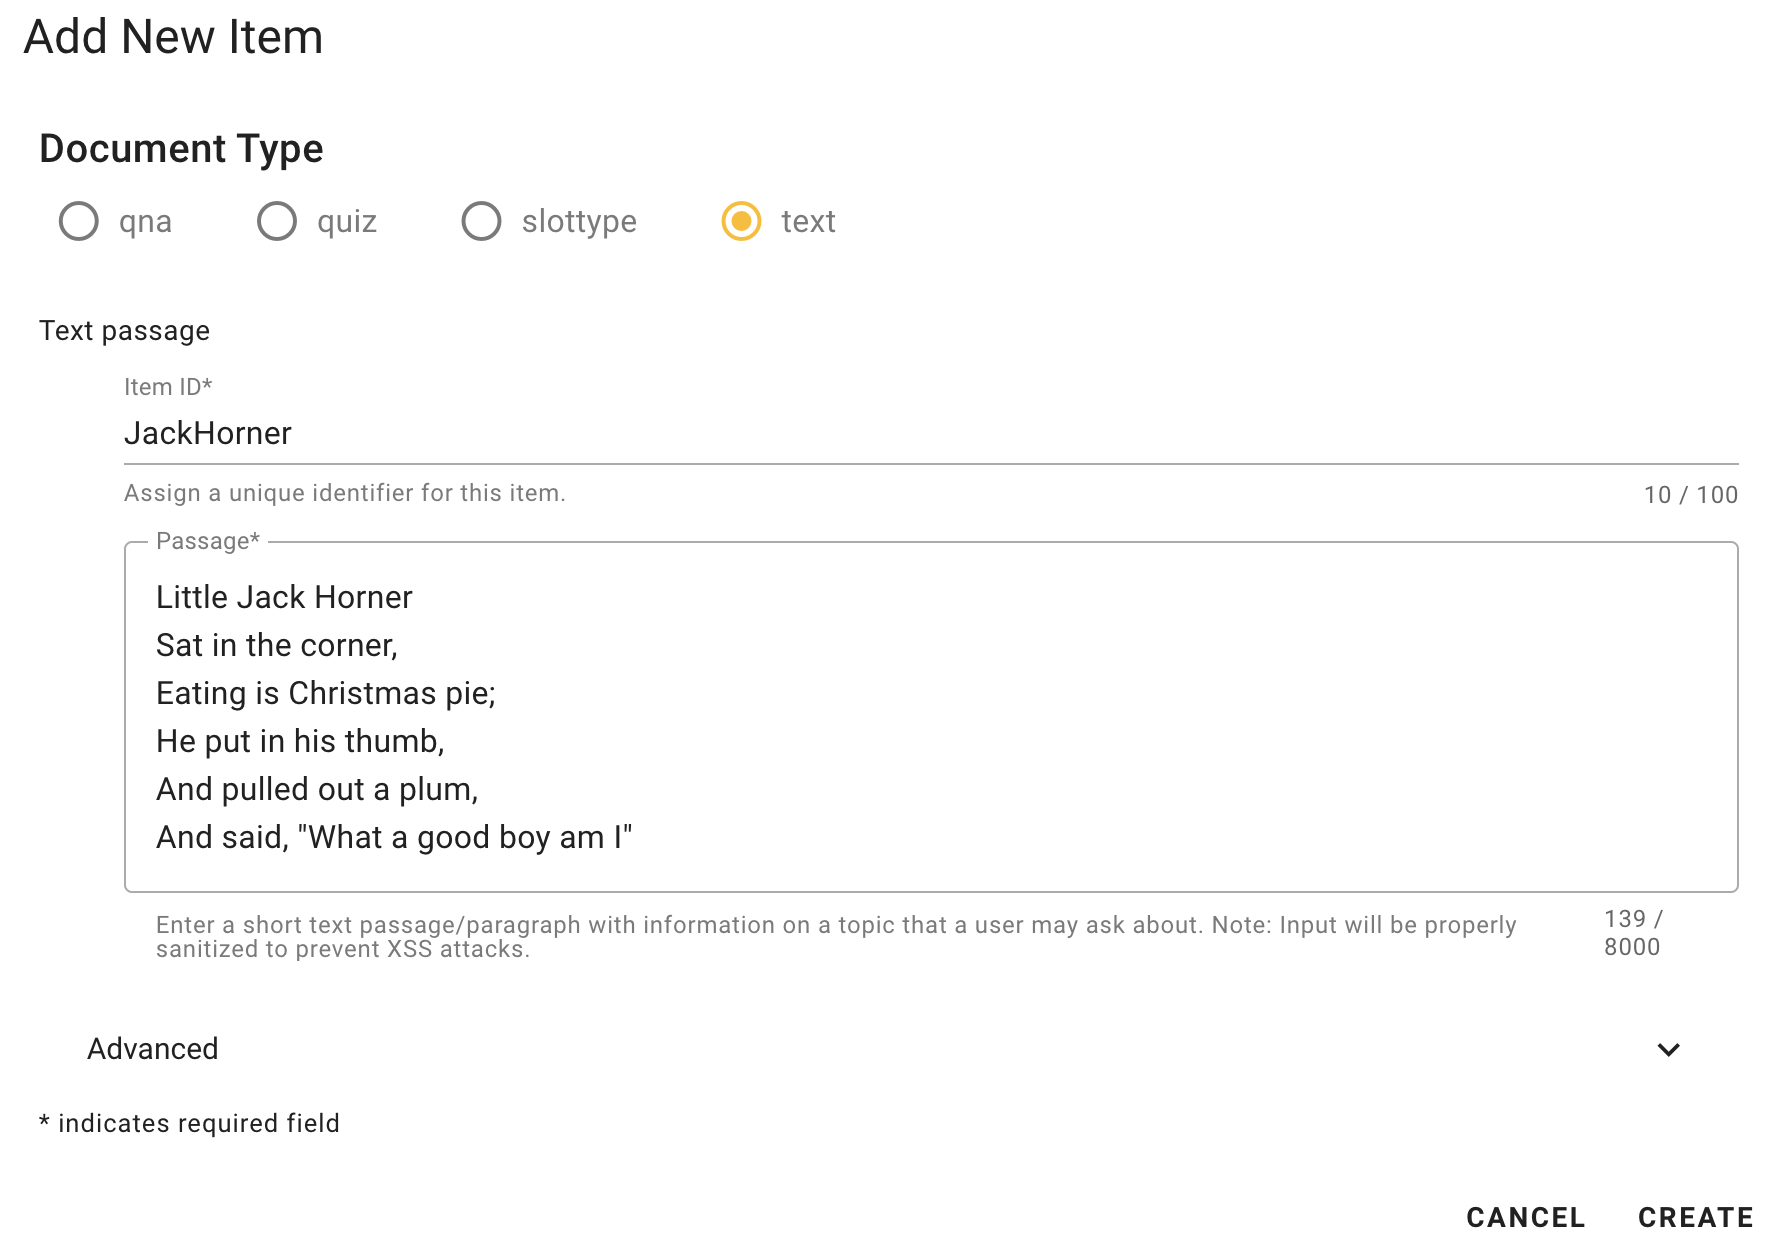 Add New Item
Document Type
qna quiz slottype text
Text passage
Item ID*
JackHorner
Assign a unique identifier for this item. 10 / 100
Passage*
Little Jack Horner
Sat in the corner,
Eating is Christmas pie;
He put in his thumb,
And pulled out a plum,
And said, "What a good boy am I"
Enter a short text passage/paragraph with information on a topic that a user may ask about. Note: Input will be properly
sanitized to prevent XSS attacks.
139 /
8000
Advanced
* indicates required field
CANCEL CREATE